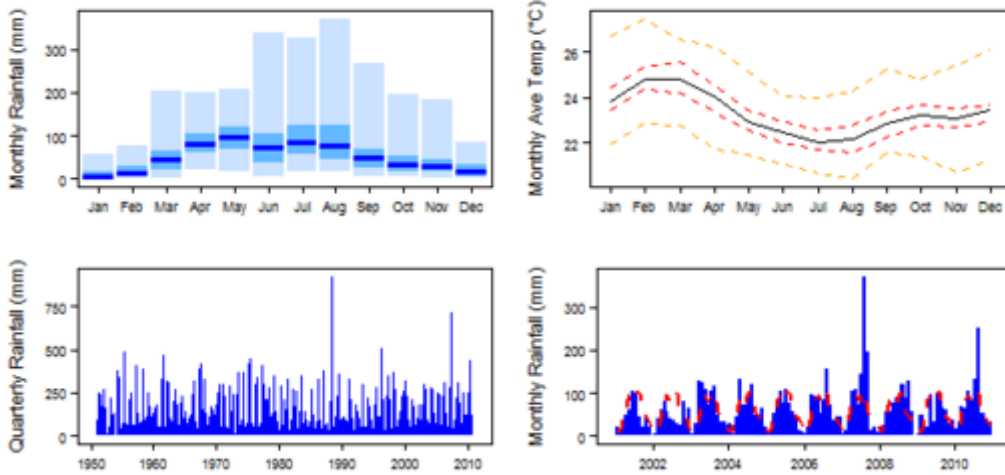 Monthly Rainfall (mm)
300
200
100
0
Jan Feb Mar Apr May Jun Jul Aug Sep Oct Nov Dec
Monthly Ave Temp (°C)
26
24
22
Jan Feb Mar Apr May Jun Jul Aug Sep Oct Nov Dec
Quarterly Rainfall (mm)
750
500
250
0
1950 1960 1970 1980 1990 2000 2010
Monthly Rainfall (mm)
300
200
100
0
2002 2004 2006 2008 2010